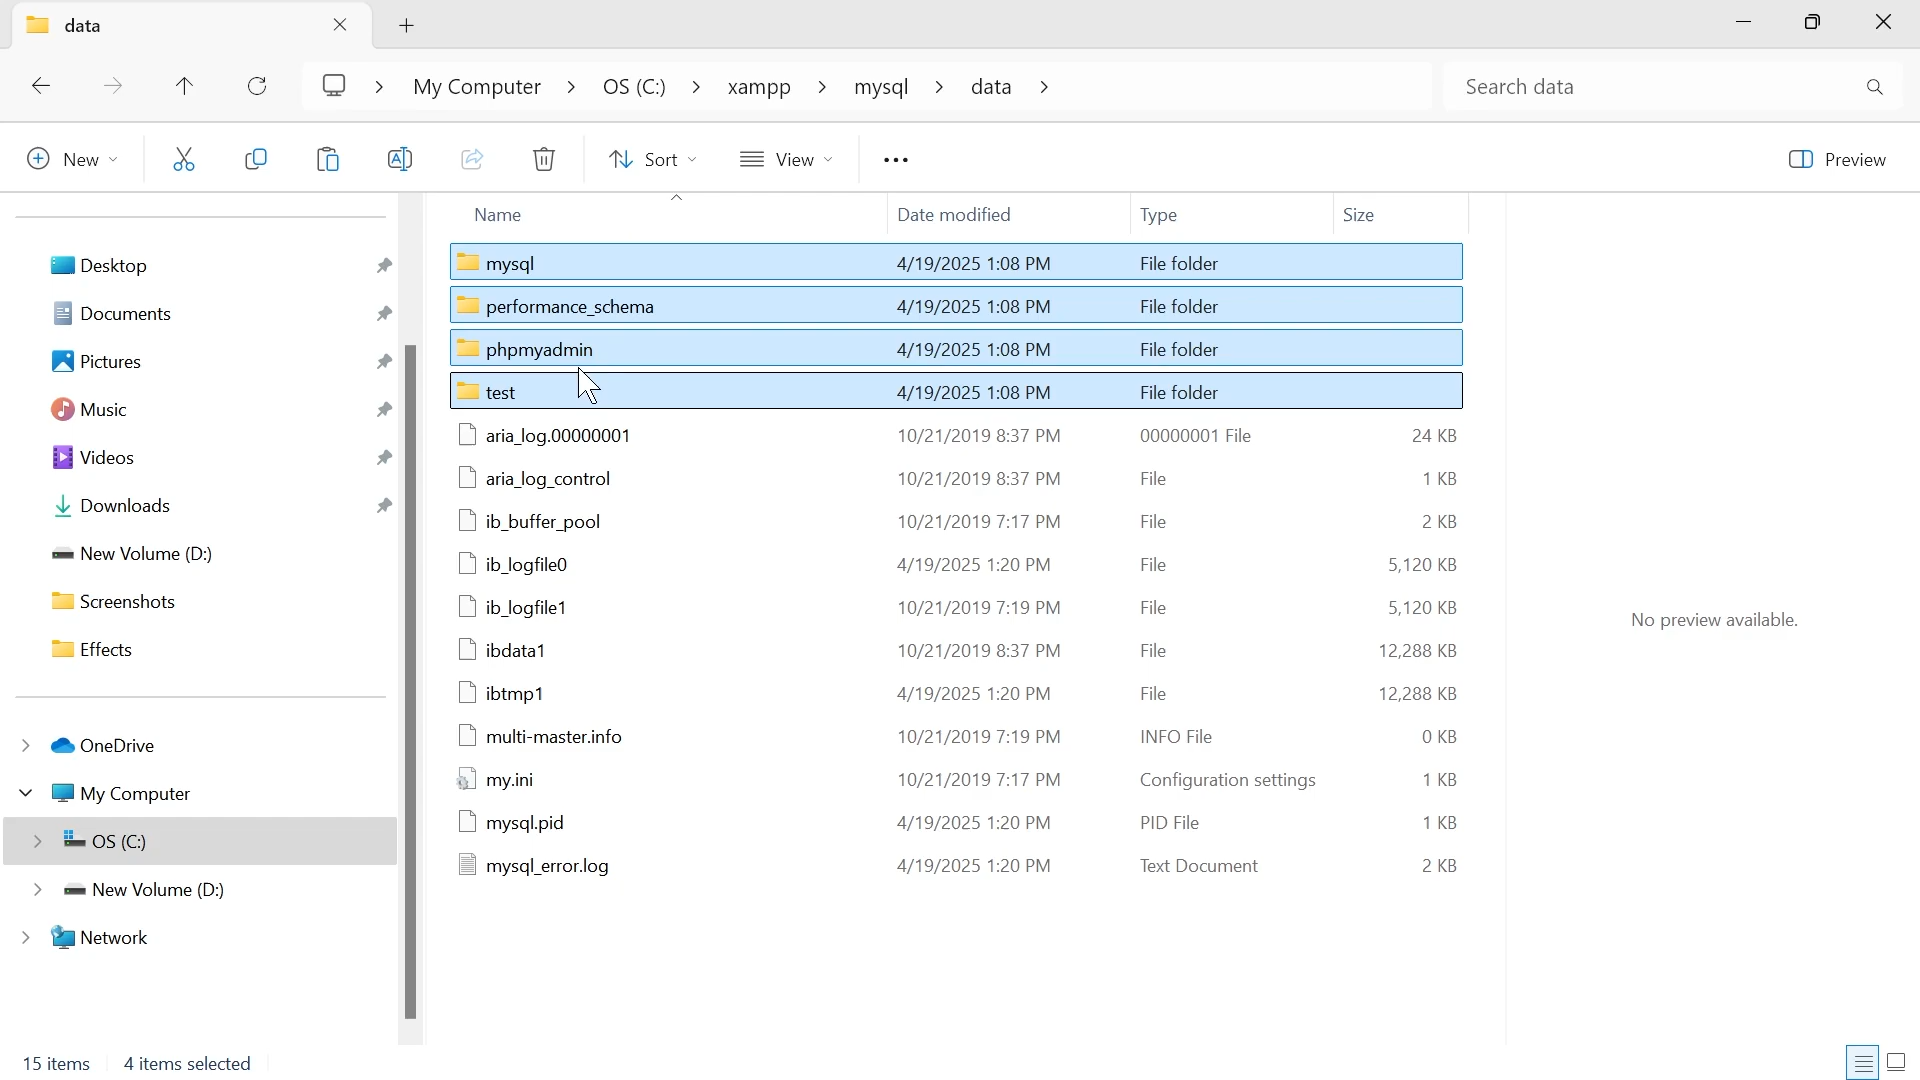 data
My Computer > OS (C:) > xampp > mysql > data >
Search data
New
Sort
View
Preview
Name Date modified Type Size
Desktop
Documents
Pictures
Music
Videos
Downloads
New Volume (D:)
Screenshots
Effects
OneDrive
My Computer
OS (C:)
New Volume (D:)
Network
mysql 4/19/2025 1:08 PM File folder
performance_schema 4/19/2025 1:08 PM File folder
phpmyadmin 4/19/2025 1:08 PM File folder
test 4/19/2025 1:08 PM File folder
aria_log.00000001 10/21/2019 8:37 PM 00000001 File 24 KB
aria_log_control 10/21/2019 8:37 PM File 1 KB
ib_buffer_pool 10/21/2019 7:17 PM File 2 KB
ib_logfile0 4/19/2025 1:20 PM File 5,120 KB
ib_logfile1 10/21/2019 7:19 PM File 5,120 KB
ibdata1 10/21/2019 8:37 PM File 12,288 KB
ibtmp1 4/19/2025 1:20 PM File 12,288 KB
multi-master.info 10/21/2019 7:19 PM INFO File 0 KB
my.ini 10/21/2019 7:17 PM Configuration settings 1 KB
mysql.pid 4/19/2025 1:20 PM PID File 1 KB
mysql_error.log 4/19/2025 1:20 PM Text Document 2 KB
No preview available.
15 items 4 items selected